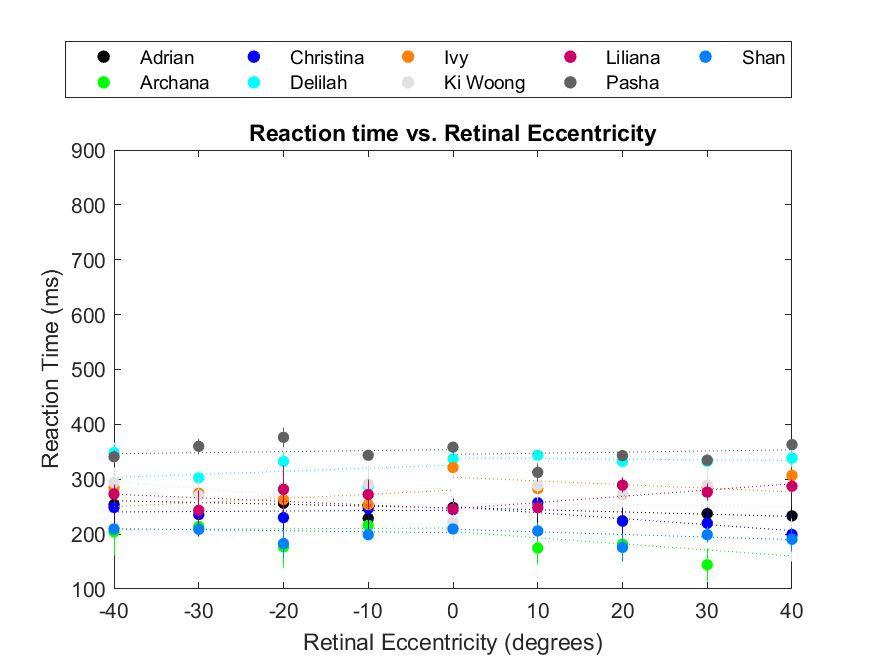 Adrian Christina Ivy Liliana Shan
Archana Delilah Ki Woong Pasha
Reaction time vs. Retinal Eccentricity
900
800
700
600
500
400
300
200
100
Reaction Time (ms)
-40 -30 -20 -10 0 10 20 30 40
Retinal Eccentricity (degrees)